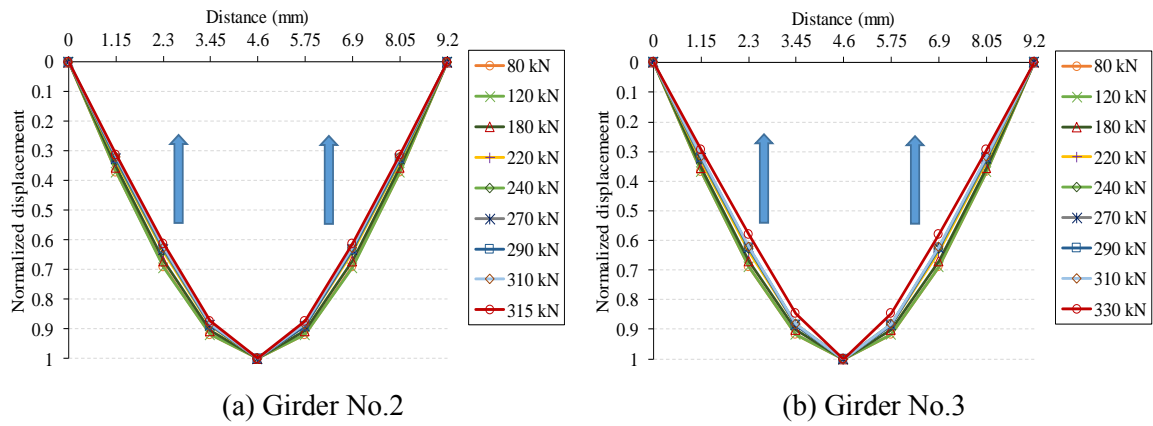 Distance (mm)
0 1.15 2.3 3.45 4.6 5.75 6.9 8.05 9.2
0
0.1
0.2
0.3
0.4
0.5
0.6
0.7
0.8
0.9
1
Normalized displacemeent
80 kN
120 kN
180 kN
220 kN
240 kN
270 kN
290 kN
310 kN
315 kN
(a) Girder No.2
Distance (mm)
0 1.15 2.3 3.45 4.6 5.75 6.9 8.05 9.2
0
0.1
0.2
0.3
0.4
0.5
0.6
0.7
0.8
0.9
1
Normalized displacement
80 kN
120 kN
180 kN
220 kN
240 kN
270 kN
290 kN
310 kN
330 kN
(b) Girder No.3